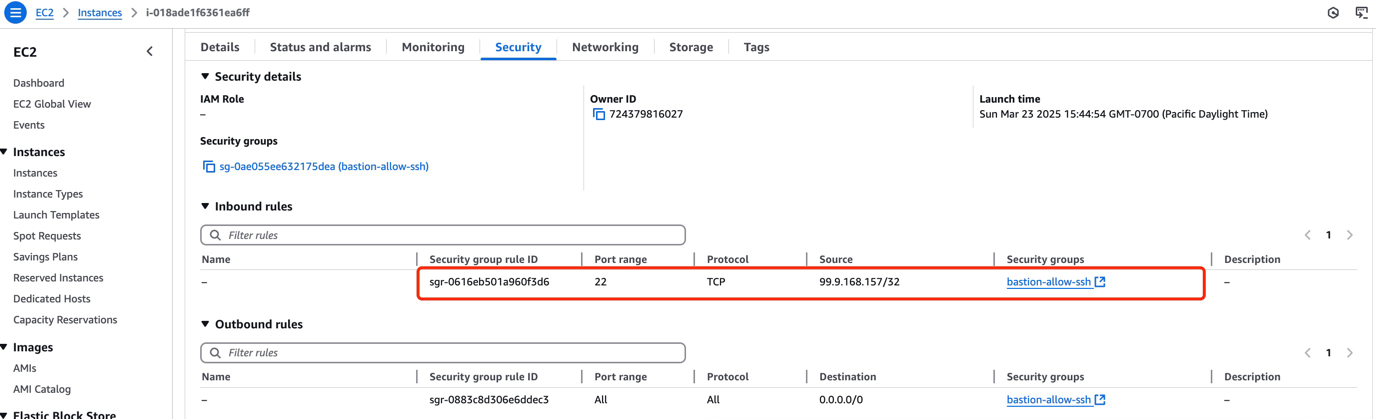 EC2 > Instances > i-018ade1f6361ea6ff
EC2
Dashboard
EC2 Global View
Events
Instances
Instances
Instance Types
Launch Templates
Spot Requests
Savings Plans
Reserved Instances
Dedicated Hosts
Capacity Reservations
Images
AMIs
AMI Catalog
Elastic Block Store
Details Status and alarms Monitoring Security Networking Storage Tags
Security details
IAM Role
–
Owner ID
724379816027
Launch time
Sun Mar 23 2025 15:44:54 GMT-0700 (Pacific Daylight Time)
Security groups
sg-0ae055ee632175dea (bastion-allow-ssh)
Inbound rules
Filter rules
< 1 >
Name Security group rule ID Port range Protocol Source Security groups Description
– sgr-0616eb501a960f3d6 22 TCP 99.9.168.157/32 bastion-allow-ssh –
Outbound rules
Filter rules
< 1 >
Name Security group rule ID Port range Protocol Destination Security groups Description
– sgr-0883c8d306e6ddec3 All All 0.0.0.0/0 bastion-allow-ssh –